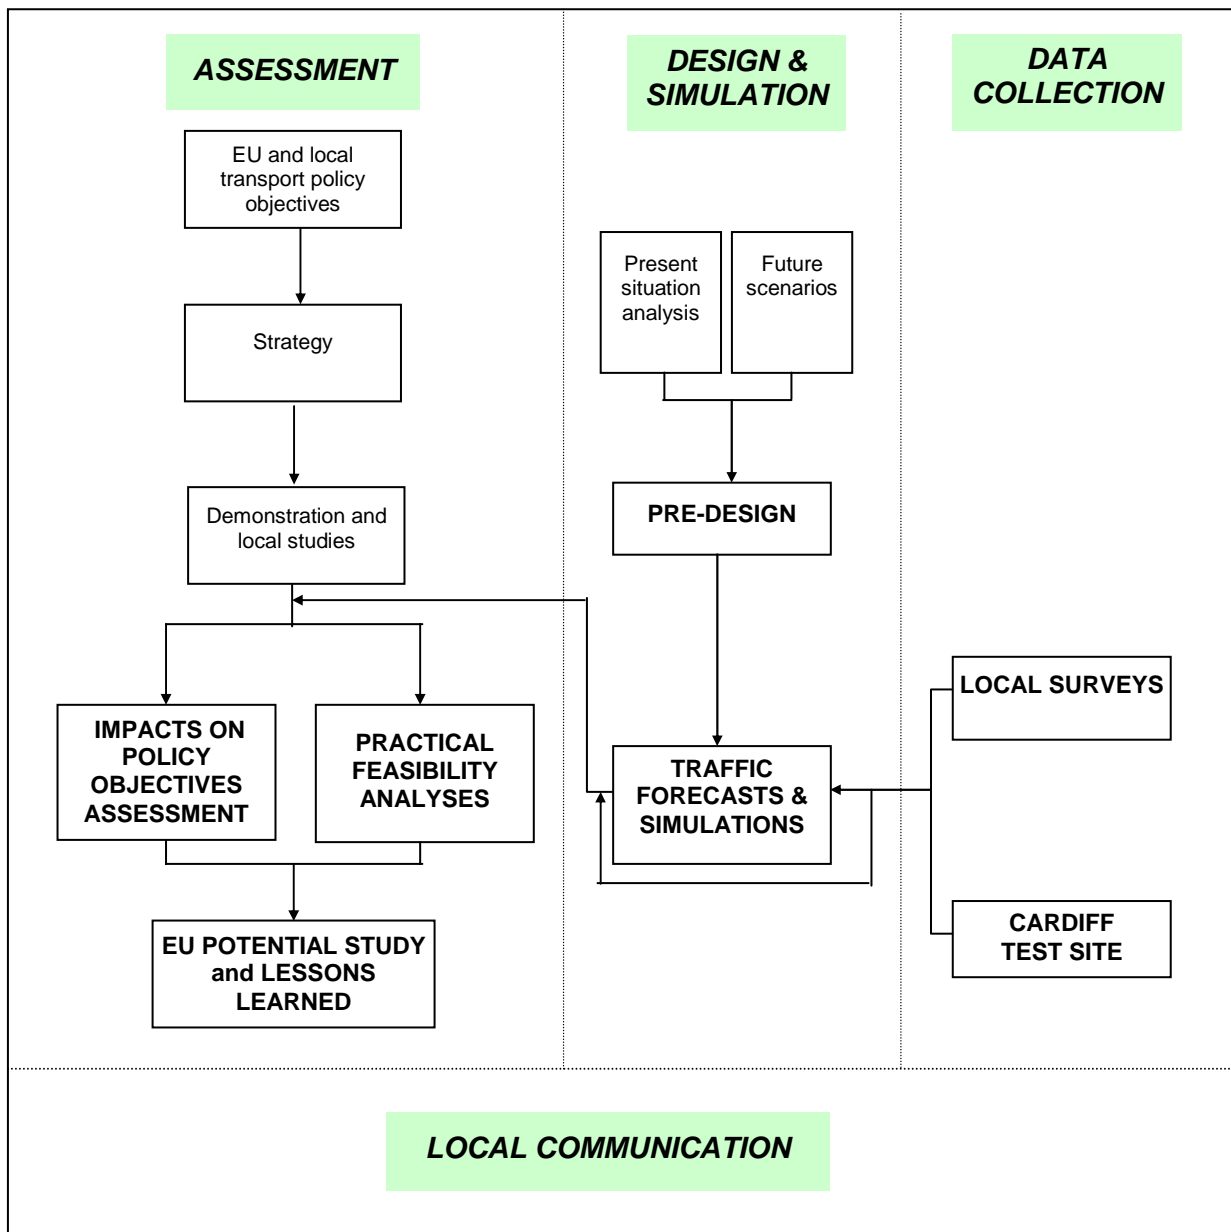 ASSESSMENT
DESIGN &
SIMULATION
DATA
COLLECTION
EU and local
transport policy
objectives
Strategy
Demonstration and
local studies
IMPACTS ON
POLICY
OBJECTIVES
ASSESSMENT
PRACTICAL
FEASIBILITY
ANALYSES
EU POTENTIAL STUDY
and LESSONS
LEARNED
Present
situation
analysis
Future
scenarios
PRE-DESIGN
TRAFFIC
FORECASTS &
SIMULATIONS
LOCAL SURVEYS
CARDIFF
TEST SITE
LOCAL COMMUNICATION